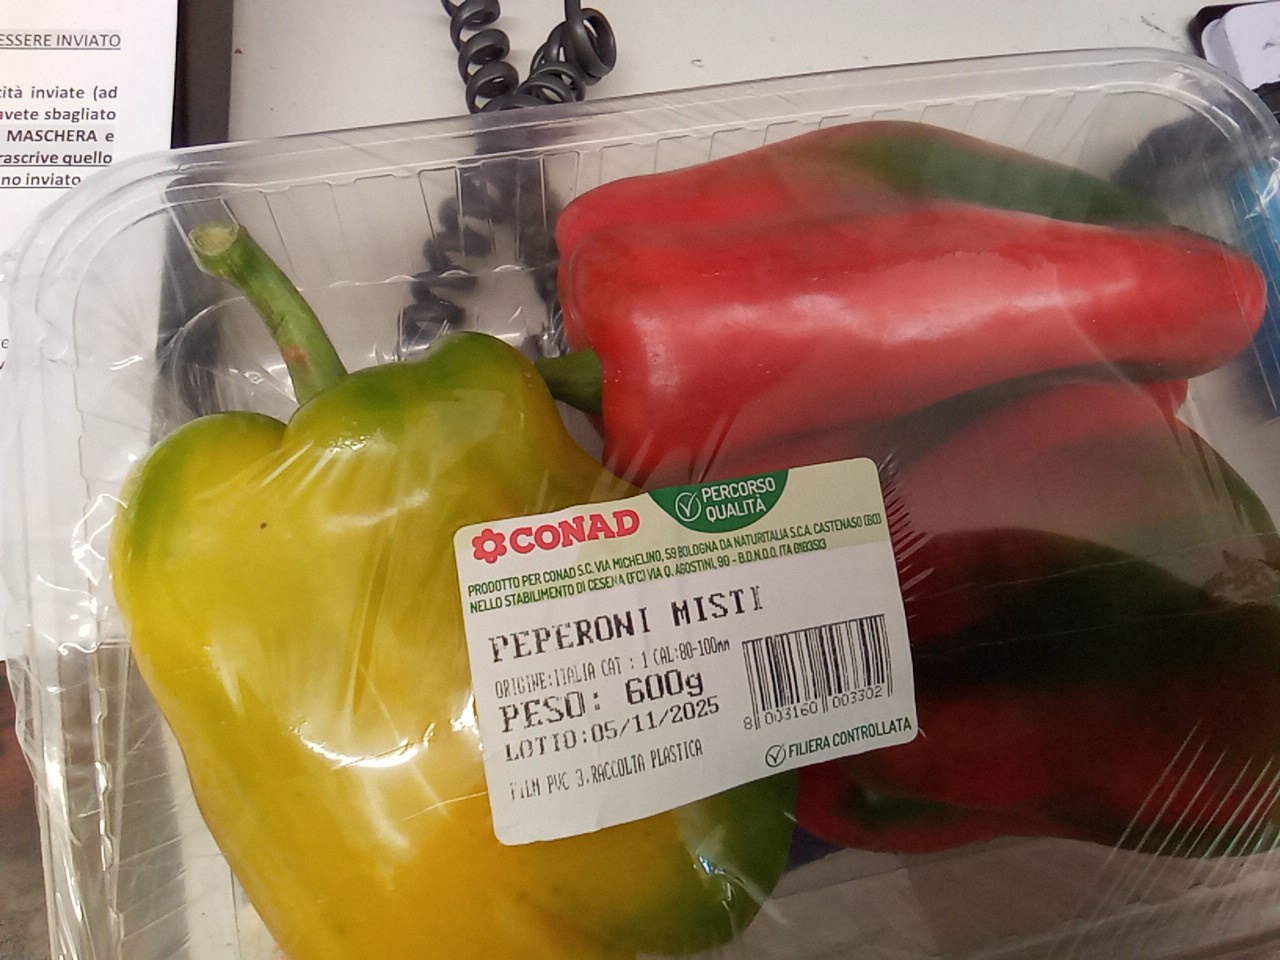 ESSERE INVIATO
ità inviate (ad
avete sbagliato
MASCHERA e
rascrive quello
no inviato
CONAD
PERCORSO
QUALITÀ
PRODOTTO PER CONAD S.C. VIA MICHELINO, 59 BOLOGNA DA NATURITALIA S.C.A. CASTENASO (BO)
NELLO STABILIMENTO DI CESENA (FC) VIA Q. AGOSTINI, 90 - B.D.N.O.O. ITA 0183513
PEPERONI MISTI
ORIGINE:ITALIA CAT : 1 CAL:80-100mm
PESO: 600g
LOTTO:05/11/2025
8 003160 003302
FILM PVC 3.RACCOLTA PLASTICA
FILIERA CONTROLLATA